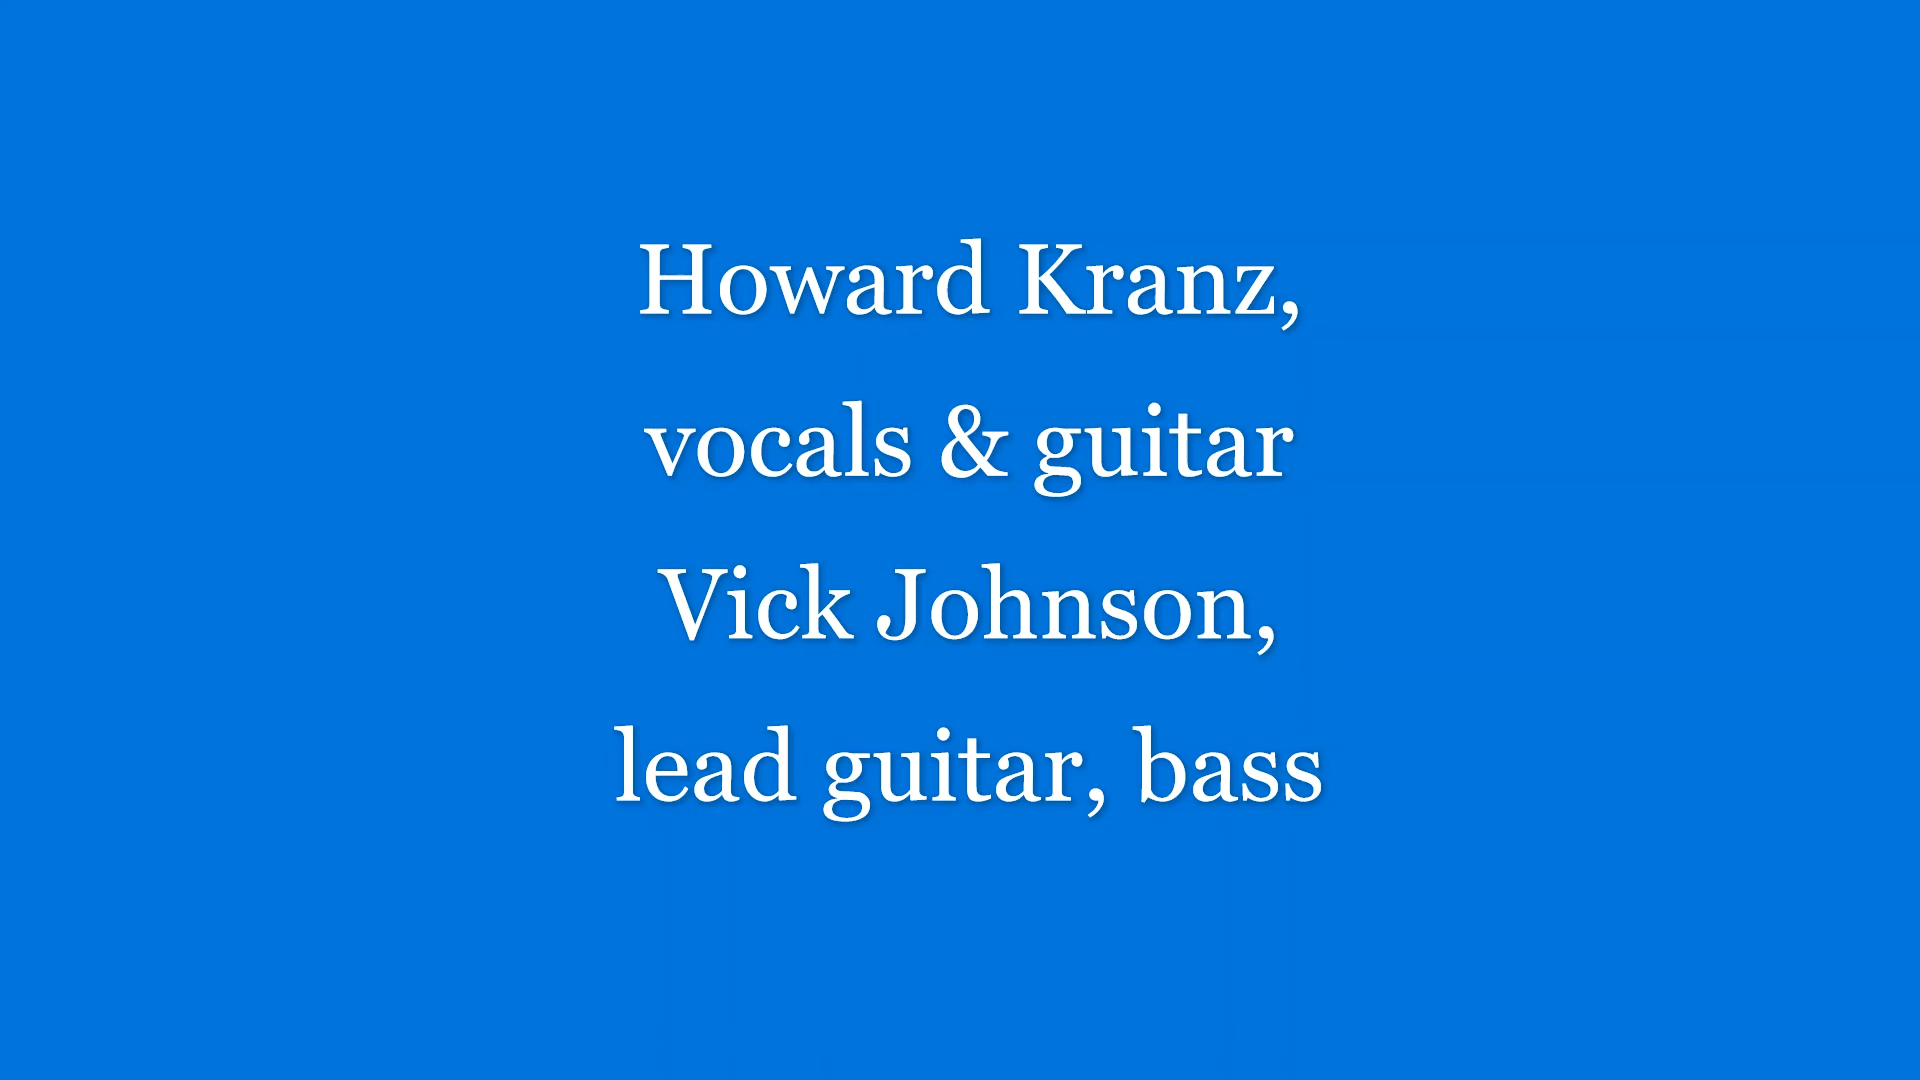 Howard Kranz,
vocals & guitar
Vick Johnson,
lead guitar, bass